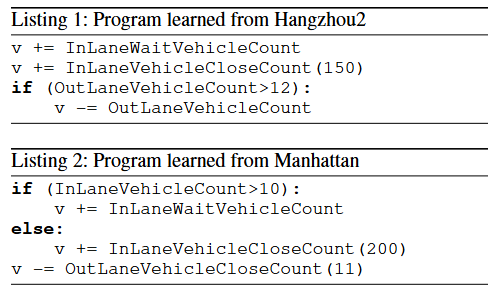 Listing 1: Program learned from Hangzhou2
v += InLaneWaitVehicleCount
v += InLaneVehicleCloseCount(150)
if (OutLaneVehicleCount>12):
    v -= OutLaneVehicleCount
Listing 2: Program learned from Manhattan
if (InLaneVehicleCount>10):
    v += InLaneWaitVehicleCount
else:
    v += InLaneVehicleCloseCount(200)
v -= OutLaneVehicleCloseCount(11)